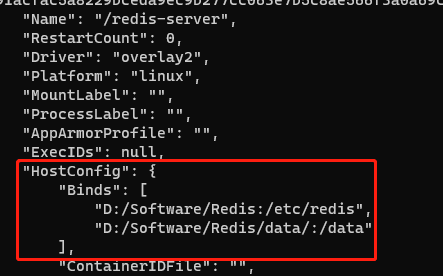 "Name": "/redis-server",
"RestartCount": 0,
"Driver": "overlay2",
"Platform": "linux",
"MountLabel": "",
"ProcessLabel": "",
"AppArmorProfile": "",
"ExecIDs": null,
"HostConfig": {
"Binds": [
"D:/Software/Redis:/etc/redis",
"D:/Software/Redis/data/:/data"
],
"ContainerIDFile": "",